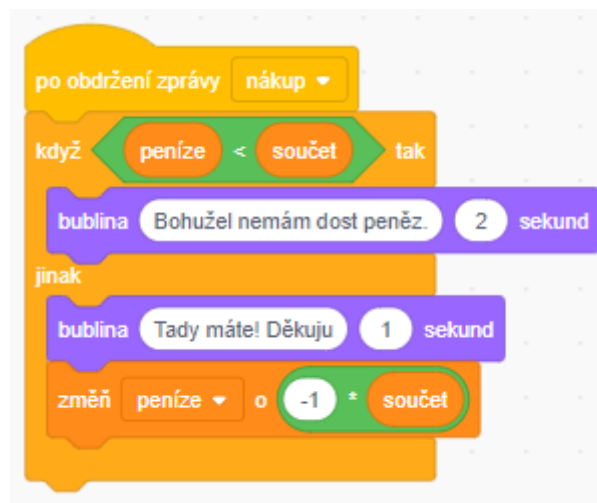 po obdržení zprávy nákup
když peníze < součet tak
bublina Bohužel nemám dost peněz. 2 sekund
jinak
bublina Tady máte! Děkuju 1 sekund
změň peníze o -1 * součet